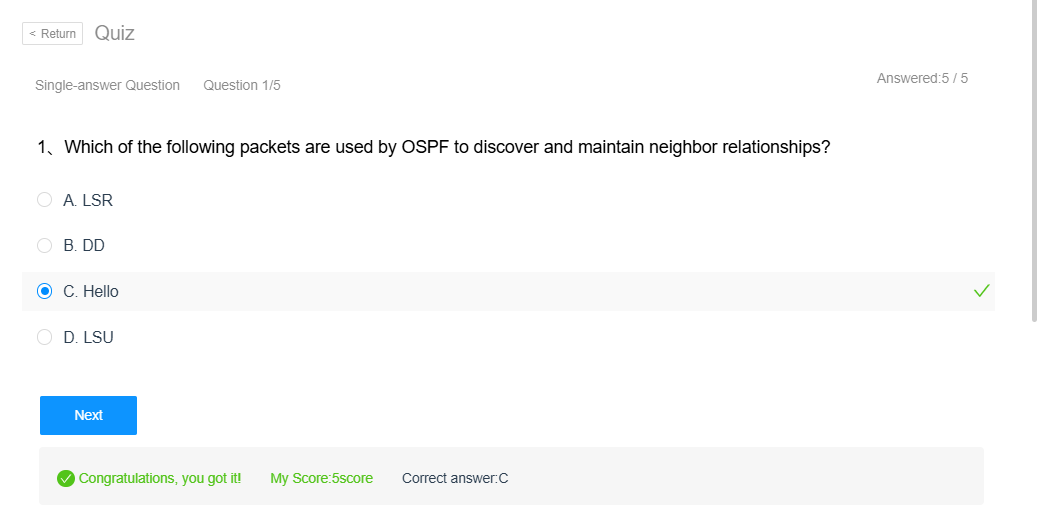 < Return Quiz
Single-answer Question Question 1/5 Answered:5 / 5
1、Which of the following packets are used by OSPF to discover and maintain neighbor relationships?
A. LSR
B. DD
C. Hello
D. LSU
Next
Congratulations, you got it! My Score:5score Correct answer:C